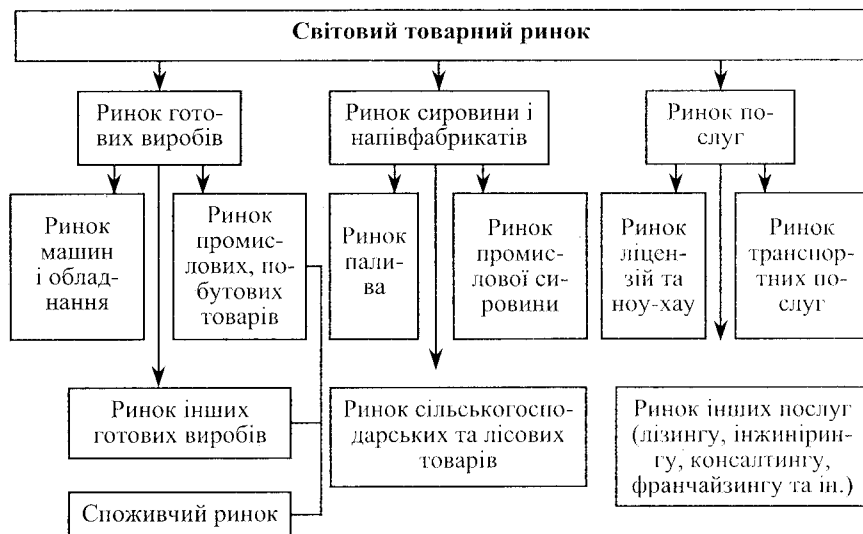 Світовий товарний ринок
Ринок гото-
вих виробів
Ринок сировини і
напівфабрикатів
Ринок по-
слуг
Ринок
машин
і облад-
нання
Ринок
промис-
лових, по-
бутових
товарів
Ринок
пали-
ва
Ринок
промис-
лової си-
ровини
Ринок
ліцен-
зій та
ноу-хау
Ринок
транспор-
тних по-
слуг
Ринок інших
готових виробів
Ринок сільськогоспо-
дарських та лісових
товарів
Ринок інших послуг
(лізингу, інжинірин-
гу, консалтингу,
франчайзингу та ін.)
Споживчий ринок